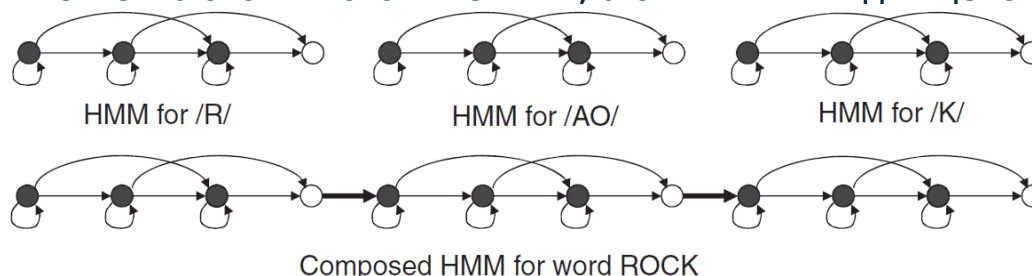 HMM for /R/ HMM for /AO/ HMM for /K/
Composed HMM for word ROCK